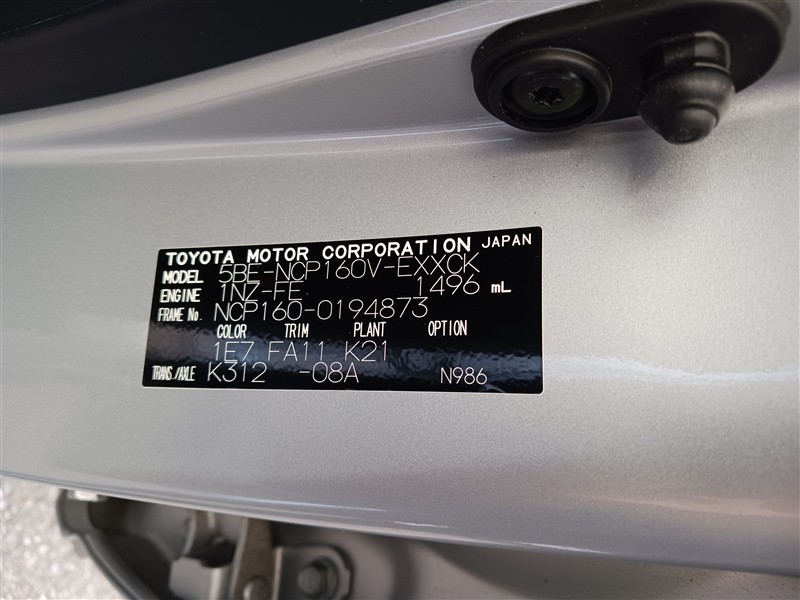 TOYOTA MOTOR CORPORATION JAPAN
MODEL 5BE-NCP160V-EXXCK
ENGINE 1NZ-FE 1496 mL
FRAME No. NCP160-0194873
COLOR TRIM PLANT OPTION
1E7 FA11 K21
TRANS./AXLE K312 -08A N986